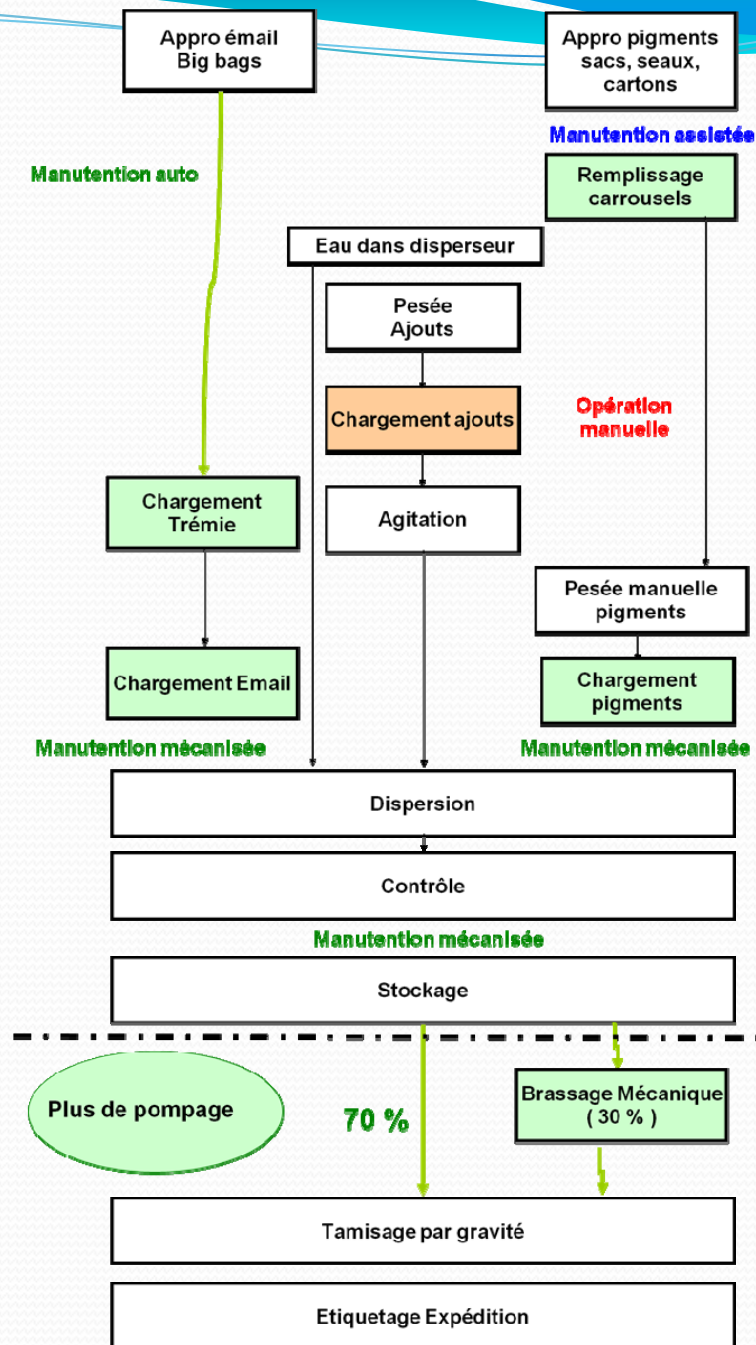 Appro émail
Big bags
Appro pigments
sacs, seaux,
cartons
Manutention assistée
Manutention auto
Remplissage
carrousels
Eau dans disperseur
Pesée
Ajouts
Chargement ajouts
Opération
manuelle
Chargement
Trémie
Agitation
Pesée manuelle
pigments
Chargement Email
Chargement
pigments
Manutention mécanisée
Manutention mécanisée
Dispersion
Contrôle
Manutention mécanisée
Stockage
Plus de pompage
70 %
Brassage Mécanique
( 30 % )
Tamisage par gravité
Etiquetage Expédition